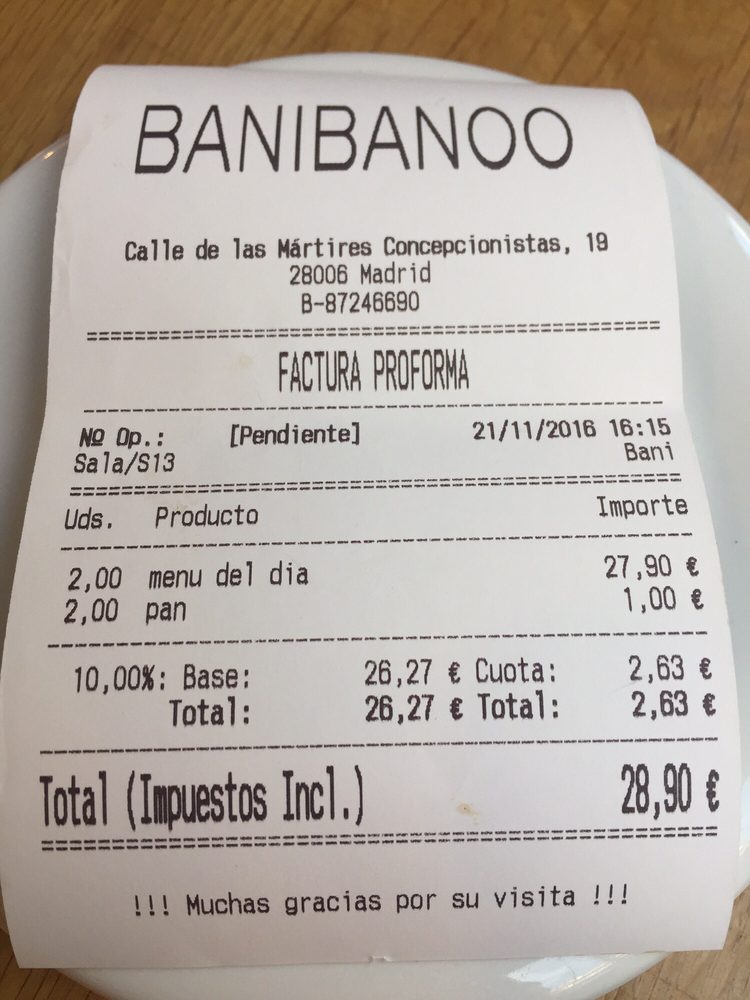 BANIBANOO
Calle de las Mártires Concepcionistas, 19
28006 Madrid
B-87246690
==========================================
FACTURA PROFORMA
------------------------------------------
Nº Op.: [Pendiente] 21/11/2016 16:15
Sala/S13 Bani
==========================================
Uds. Producto Importe
------------------------------------------
2,00 menu del dia 27,90 €
2,00 pan 1,00 €
------------------------------------------
10,00%: Base: 26,27 € Cuota: 2,63 €
Total: 26,27 € Total: 2,63 €
------------------------------------------
Total (Impuestos Incl.) 28,90 €
==========================================
!!! Muchas gracias por su visita !!!